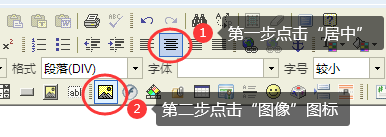 1 第一步点击“居中”
格式 段落(DIV) 字体 字号 较小
2 第二步点击“图像”图标